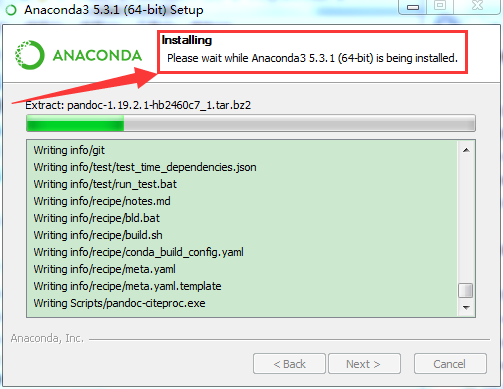 Anaconda3 5.3.1 (64-bit) Setup
ANACONDA
Installing
Please wait while Anaconda3 5.3.1 (64-bit) is being installed.
Extract: pandoc-1.19.2.1-hb2460c7_1.tar.bz2
Writing info/git
Writing info/test/test_time_dependencies.json
Writing info/test/run_test.bat
Writing info/recipe/notes.md
Writing info/recipe/bld.bat
Writing info/recipe/build.sh
Writing info/recipe/conda_build_config.yaml
Writing info/recipe/meta.yaml
Writing info/recipe/meta.yaml.template
Writing Scripts/pandoc-citeproc.exe
Anaconda, Inc.
< Back
Next >
Cancel